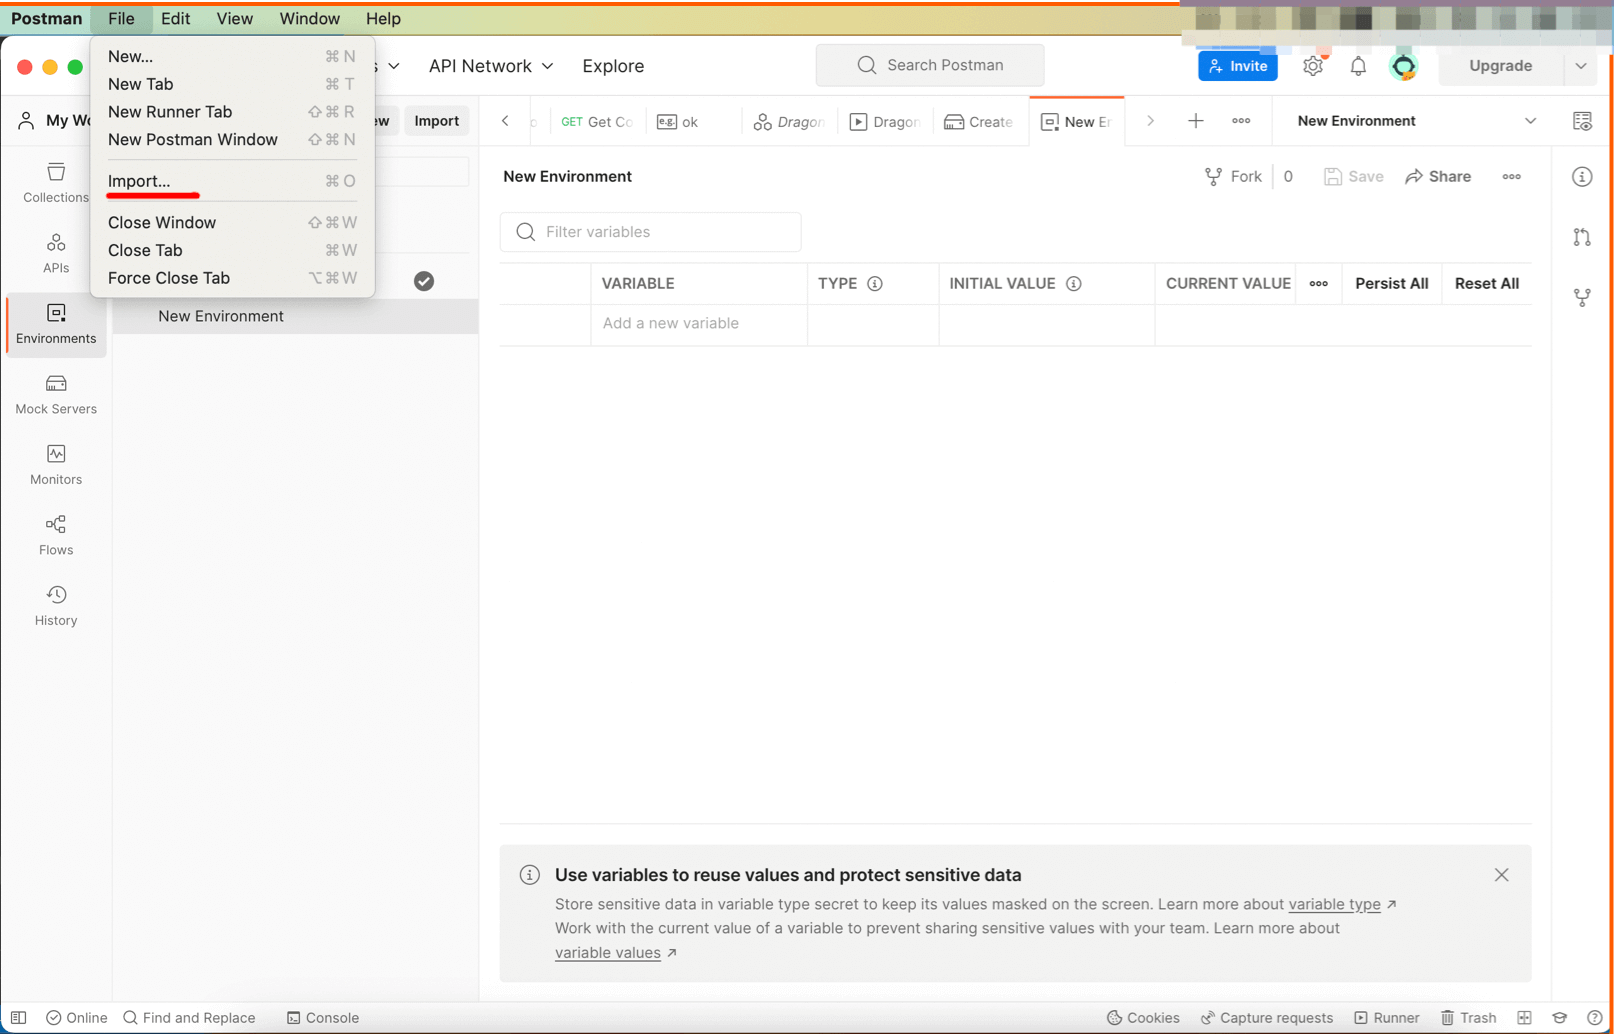 Postman File Edit View Window Help
New... ⌘ N
New Tab ⌘ T
New Runner Tab ⇧ ⌘ R
New Postman Window ⇧ ⌘ N
Import... ⌘ O
Close Window ⇧ ⌘ W
Close Tab ⌘ W
Force Close Tab ⌥ ⌘ W
s API Network Explore Search Postman Invite Upgrade
My Wo ew Import GET Get Co e.g. ok Dragon Dragon Create New En New Environment
Collections
APIs
Environments
Mock Servers
Monitors
Flows
History
New Environment
New Environment Fork 0 Save Share
Filter variables
VARIABLE TYPE INITIAL VALUE CURRENT VALUE Persist All Reset All
Add a new variable
Use variables to reuse values and protect sensitive data
Store sensitive data in variable type secret to keep its values masked on the screen. Learn more about variable type ↗
Work with the current value of a variable to prevent sharing sensitive values with your team. Learn more about
variable values ↗
Online Find and Replace Console Cookies Capture requests Runner Trash